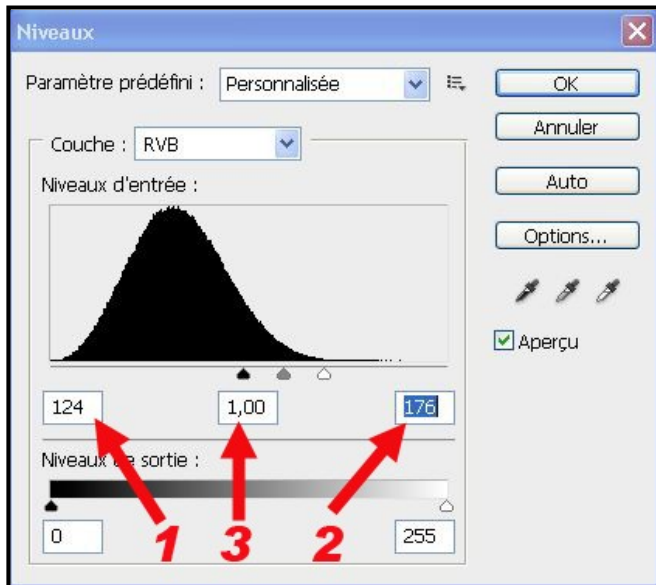 Niveaux
Paramètre prédéfini : Personnalisée
OK
Annuler
Couche : RVB
Auto
Niveaux d'entrée :
Options...
Aperçu
124 1,00 176
Niveaux de sortie :
1 3 2
0 255